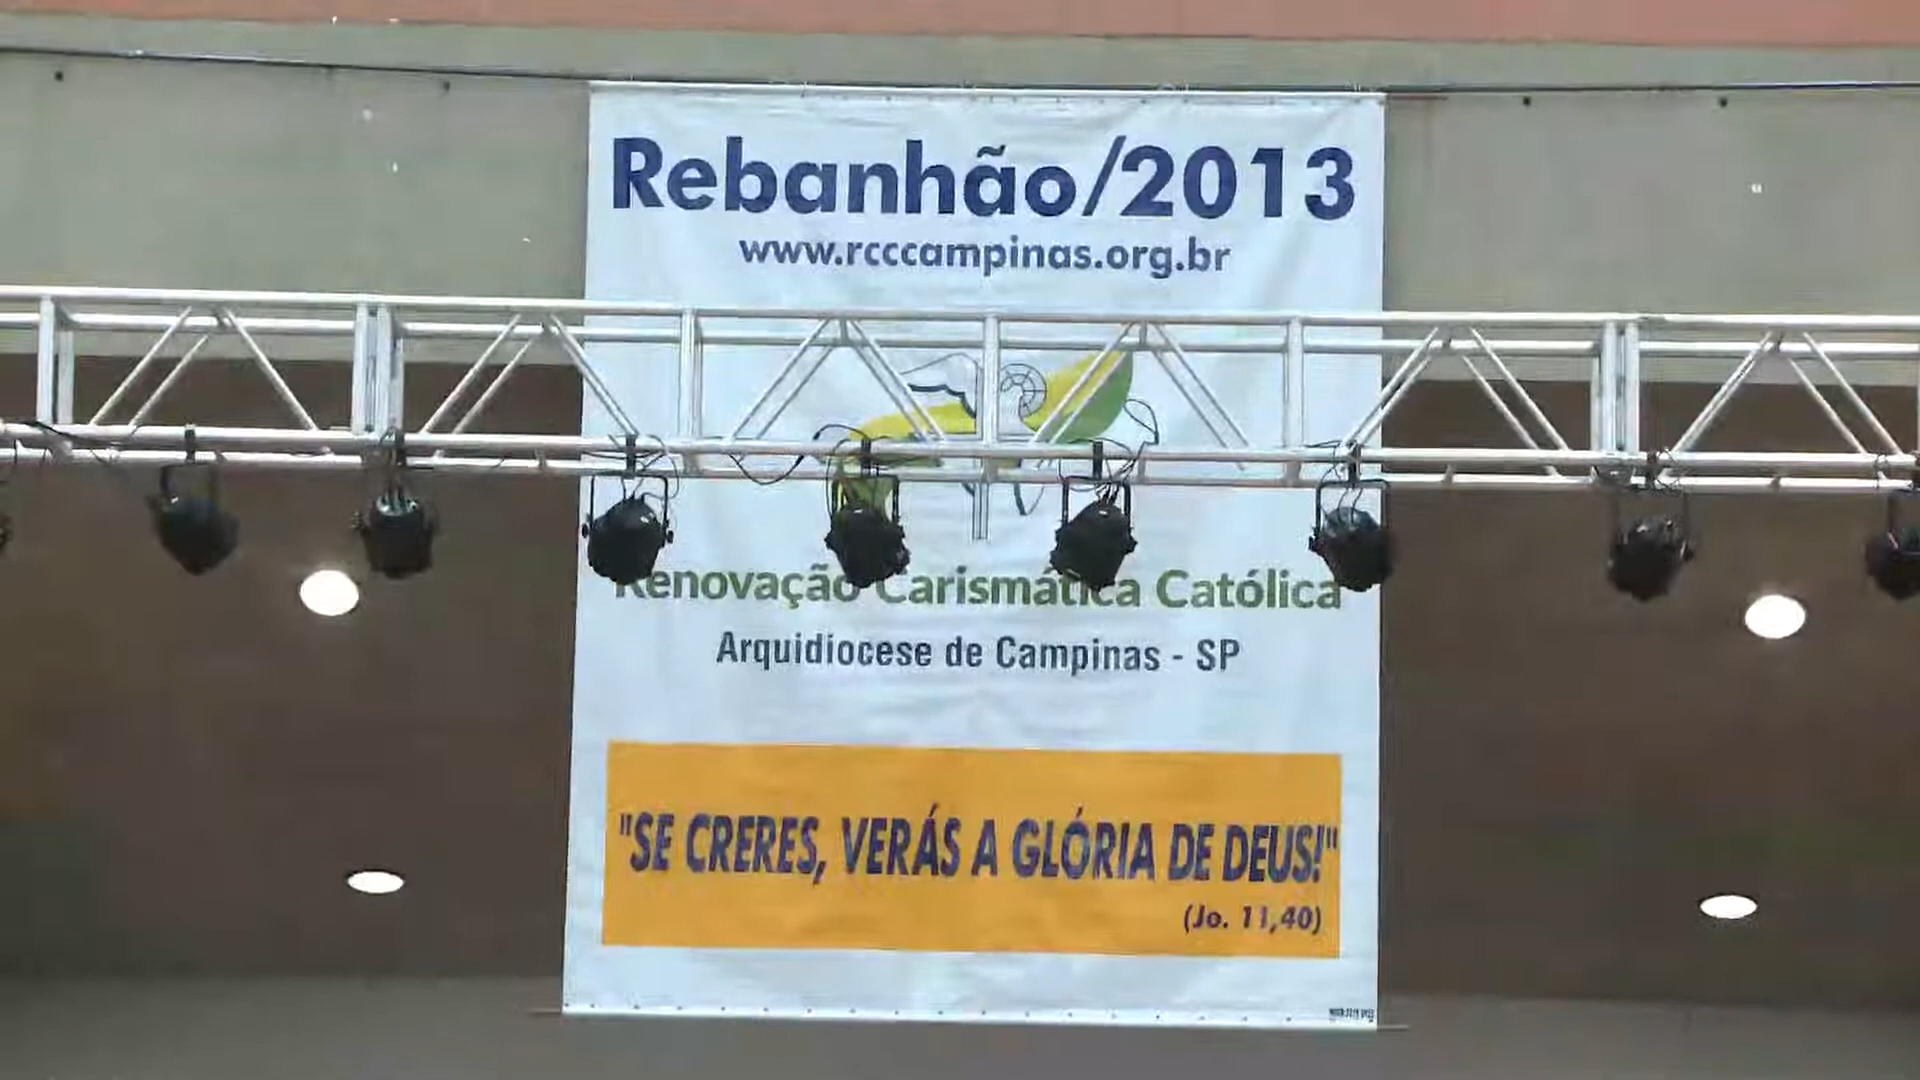 Rebanhão/2013
www.rcccampinas.org.br
Renovação Carismática Católica
Arquidiocese de Campinas - SP
"SE CRERES, VERÁS A GLÓRIA DE DEUS!"
(Jo. 11,40)